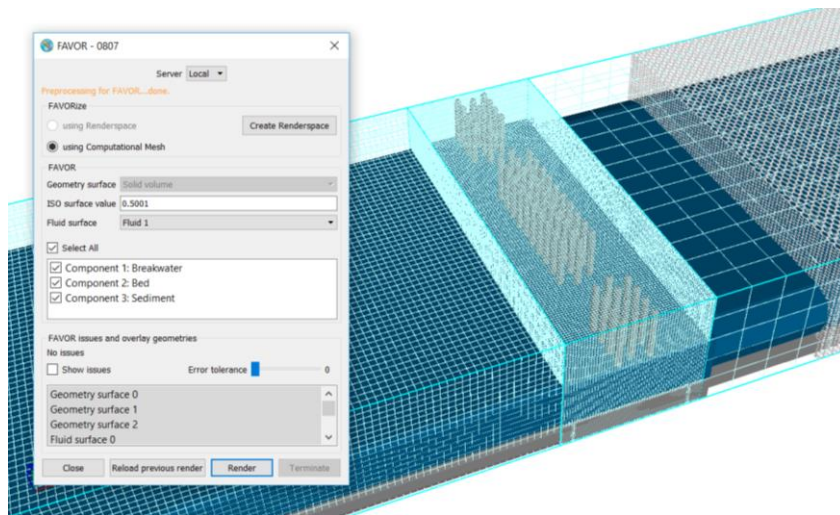 FAVOR - 0807
Server Local
Preprocessing for FAVOR...done.
FAVORize
using Renderspace
Create Renderspace
using Computational Mesh
FAVOR
Geometry surface Solid volume
ISO surface value 0.5001
Fluid surface Fluid 1
Select All
Component 1: Breakwater
Component 2: Bed
Component 3: Sediment
FAVOR issues and overlay geometries
No issues
Show issues Error tolerance 0
Geometry surface 0
Geometry surface 1
Geometry surface 2
Fluid surface 0
Close Reload previous render Render Terminate